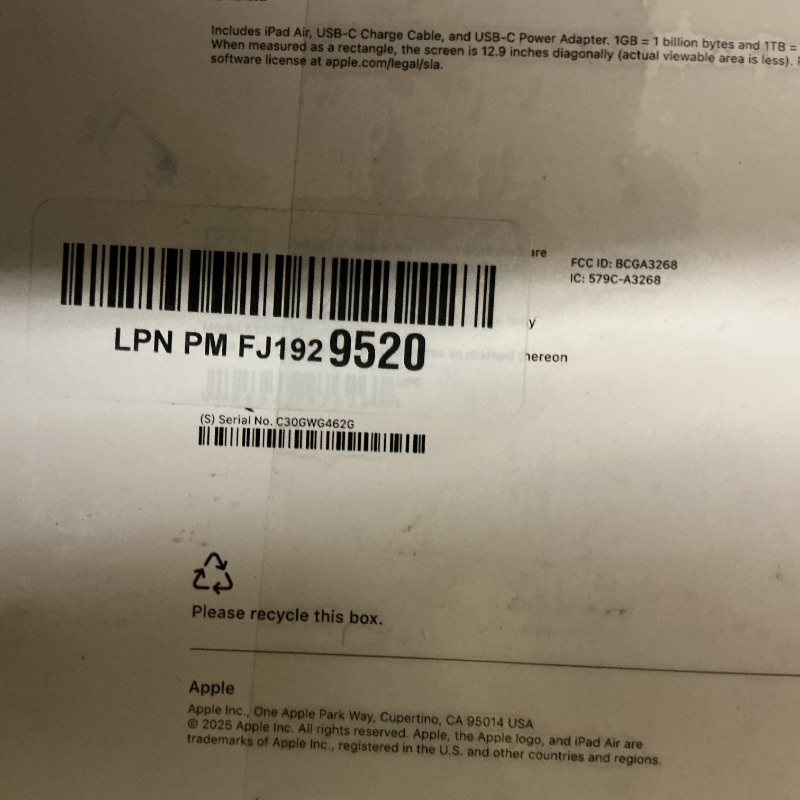 Includes iPad Air, USB-C Charge Cable, and USB-C Power Adapter. 1GB = 1 billion bytes and 1TB =
When measured as a rectangle, the screen is 12.9 inches diagonally (actual viewable area is less).
software license at apple.com/legal/sla.
FCC ID: BCGA3268
IC: 579C-A3268
LPN PM FJ1929520
hereon
(S) Serial No. C30GWG462G
Please recycle this box.
Apple
Apple Inc., One Apple Park Way, Cupertino, CA 95014 USA
© 2025 Apple Inc. All rights reserved. Apple, the Apple logo, and iPad Air are
trademarks of Apple Inc., registered in the U.S. and other countries and regions.